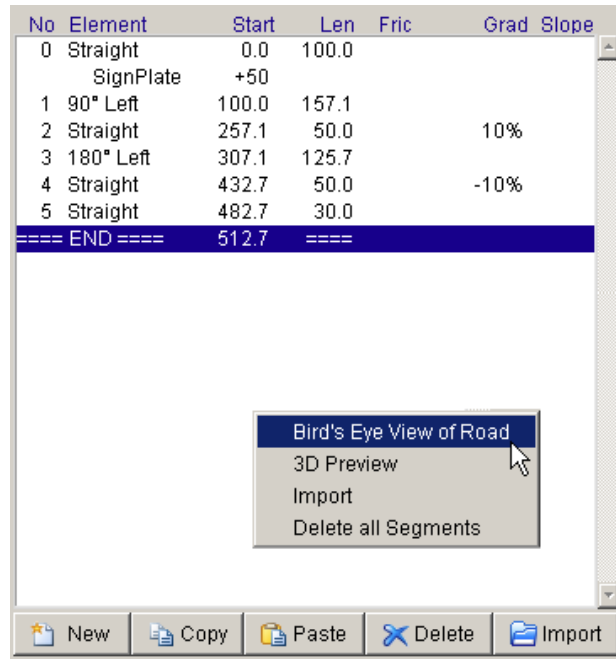 No Element Start Len Fric Grad Slope
0 Straight 0.0 100.0
SignPlate +50
1 90° Left 100.0 157.1
2 Straight 257.1 50.0 10%
3 180° Left 307.1 125.7
4 Straight 432.7 50.0 -10%
5 Straight 482.7 30.0
==== END ==== 512.7 ====
Bird's Eye View of Road
3D Preview
Import
Delete all Segments
New Copy Paste Delete Import